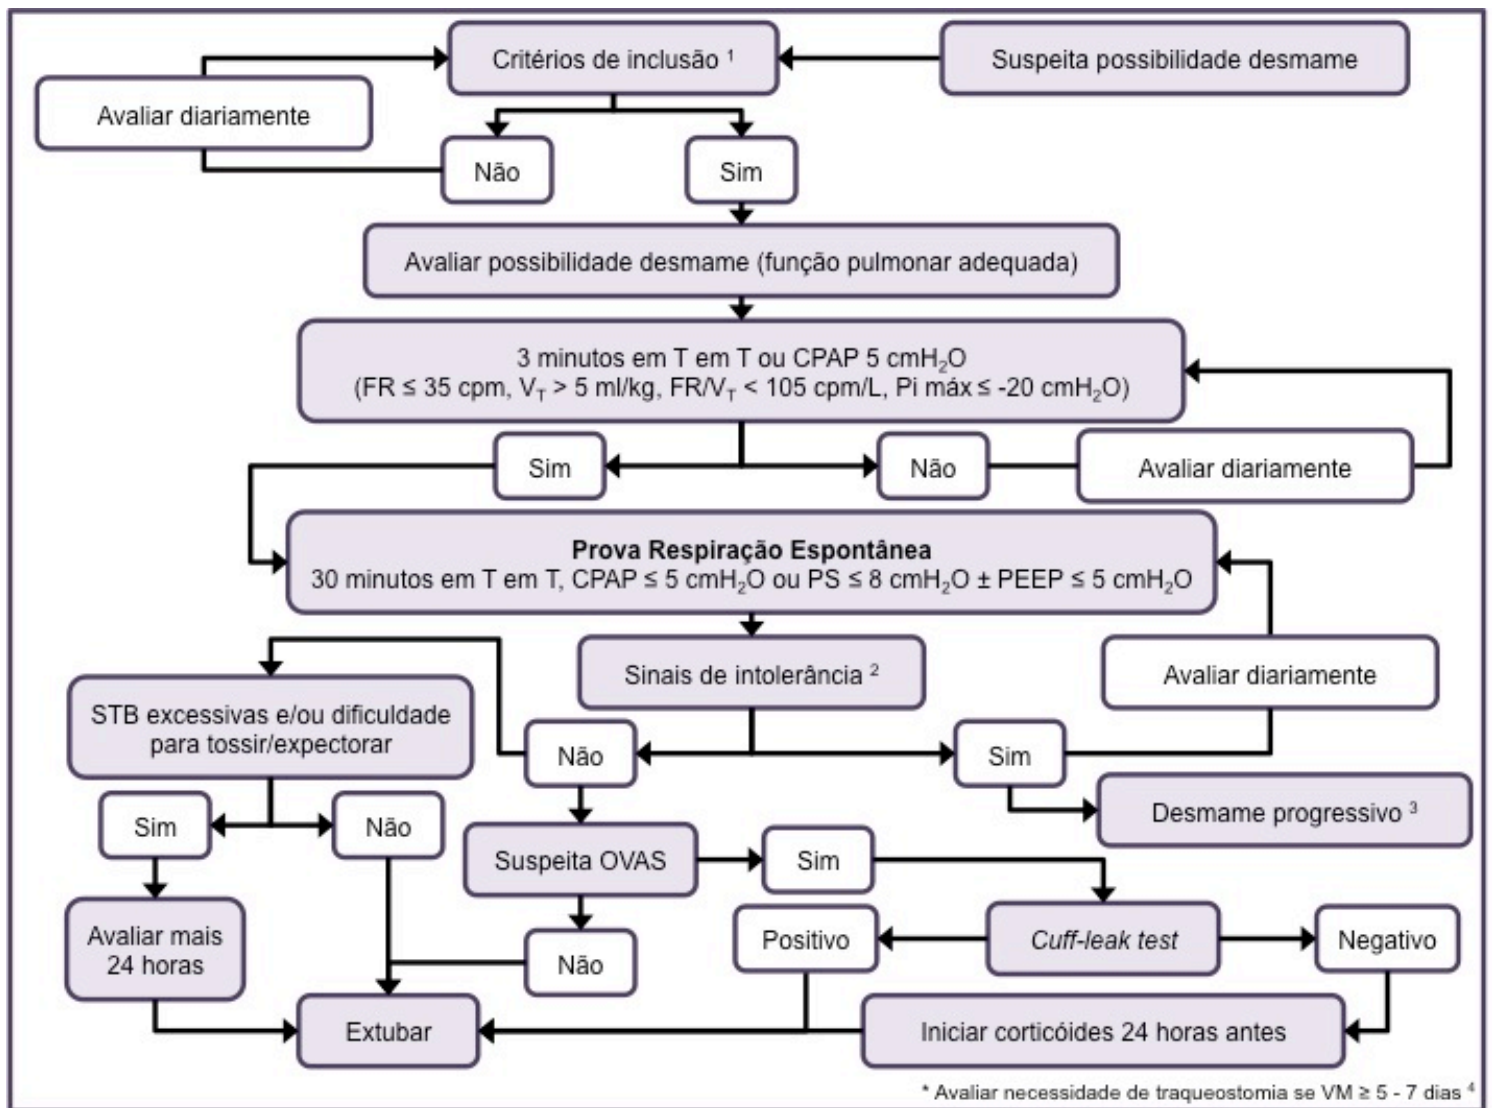 Critérios de inclusão ¹
Suspeita possibilidade desmame
Avaliar diariamente
Não
Sim
Avaliar possibilidade desmame (função pulmonar adequada)
3 minutos em T em T ou CPAP 5 cmH₂O
(FR ≤ 35 cpm, V_T > 5 ml/kg, FR/V_T < 105 cpm/L, Pi máx ≤ -20 cmH₂O)
Sim
Não
Avaliar diariamente
Prova Respiração Espontânea
30 minutos em T em T, CPAP ≤ 5 cmH₂O ou PS ≤ 8 cmH₂O ± PEEP ≤ 5 cmH₂O
Sinais de intolerância ²
Avaliar diariamente
STB excessivas e/ou dificuldade
para tossir/expectorar
Não
Sim
Desmame progressivo ³
Sim
Não
Suspeita OVAS
Sim
Avaliar mais
24 horas
Positivo
Cuff-leak test
Negativo
Não
Extubar
Iniciar corticóides 24 horas antes
* Avaliar necessidade de traqueostomia se VM ≥ 5 - 7 dias ⁴